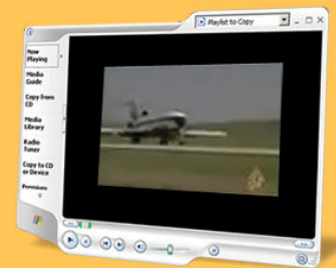 Playlist to Copy
Now
Playing
Media
Guide
Copy from
CD
Media
Library
Radio
Tuner
Copy to CD
or Device
Premium